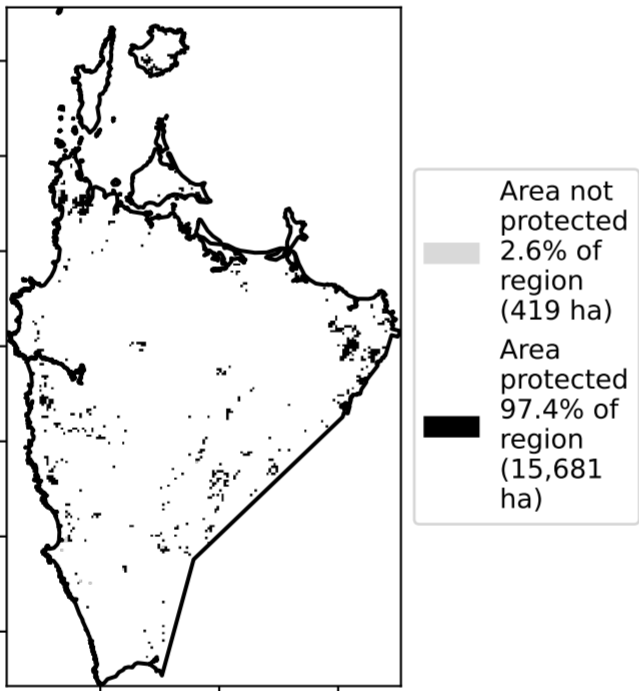 Area not
protected
2.6% of
region
(419 ha)
Area
protected
97.4% of
region
(15,681
ha)